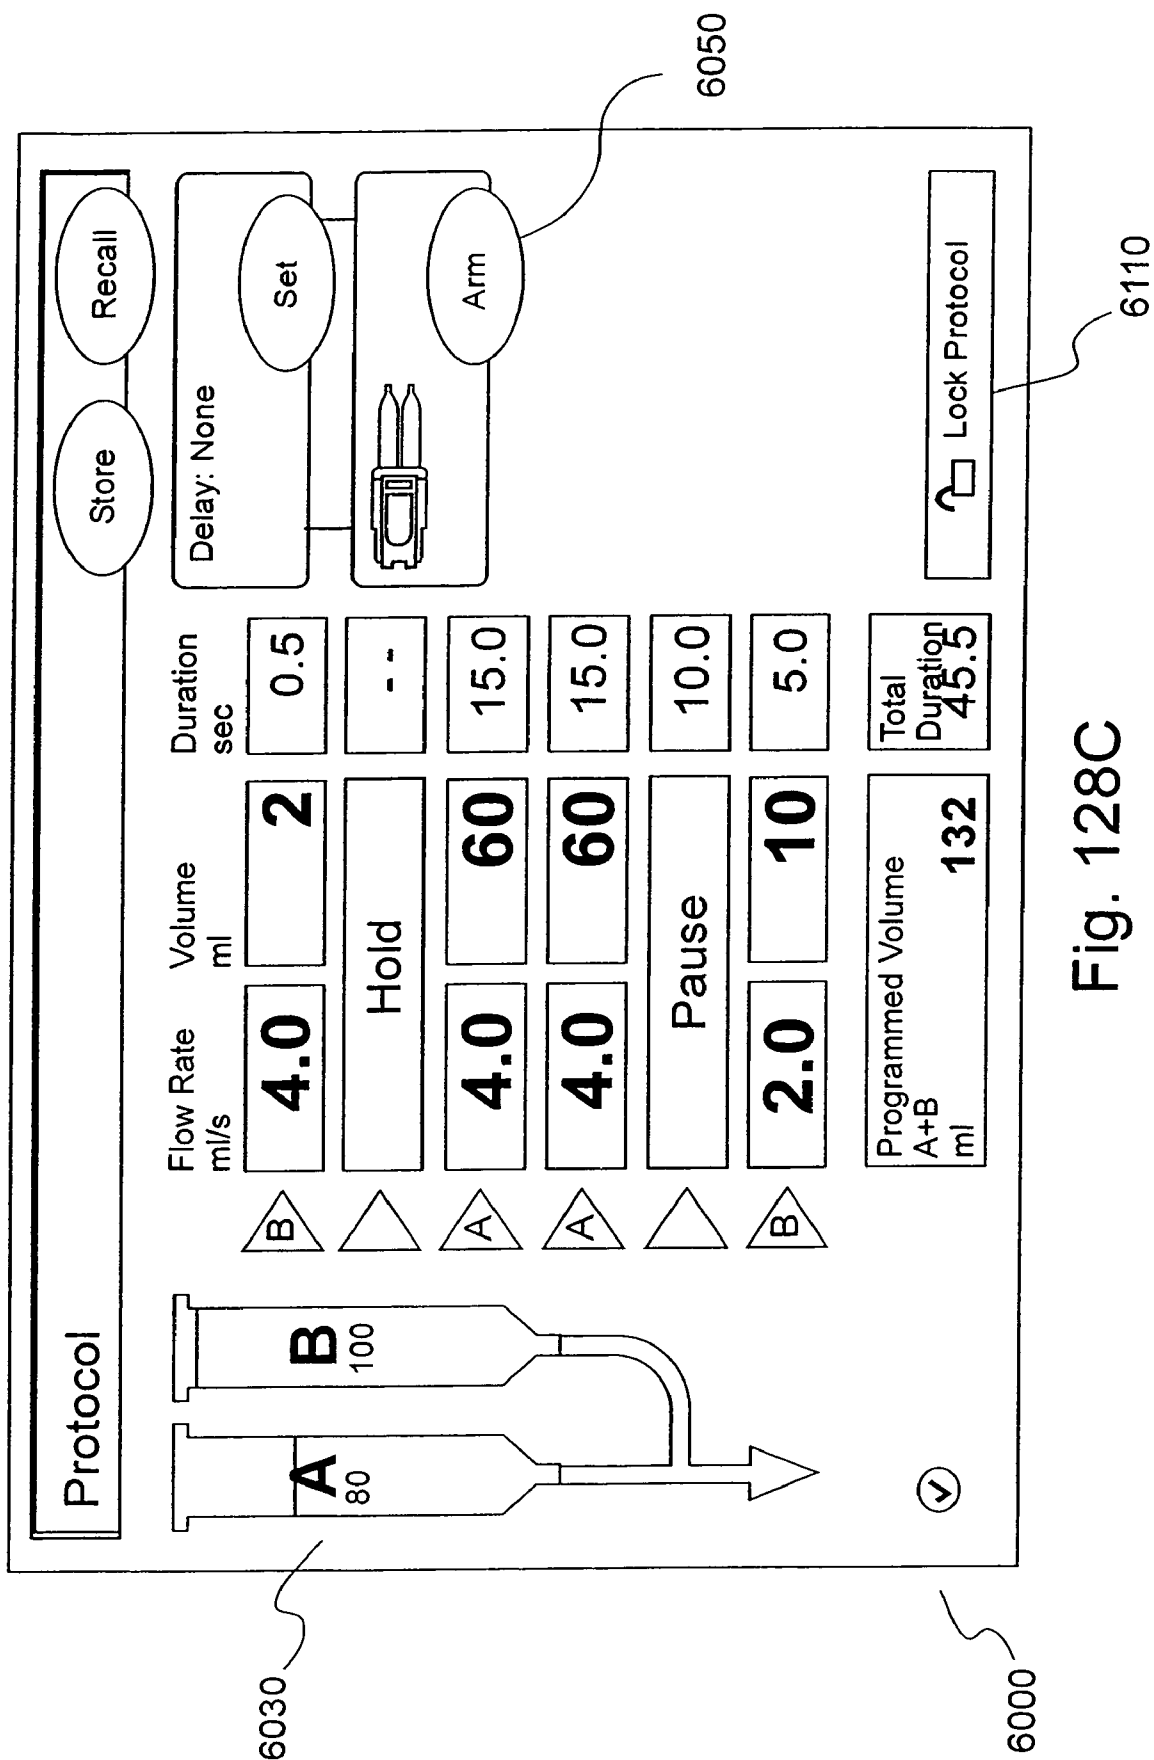 Protocol
Store
Recall
Flow Rate
ml/s
Volume
ml
Duration
sec
Delay: None
Set
B
4.0
2
0.5
Hold
- -
A
4.0
60
15.0
A
4.0
60
15.0
Pause
10.0
B
2.0
10
5.0
Arm
A
80
B
100
Programmed Volume
A+B
ml
132
Total
Duration
45.5
Lock Protocol
6030
6000
6050
6110
Fig. 128C